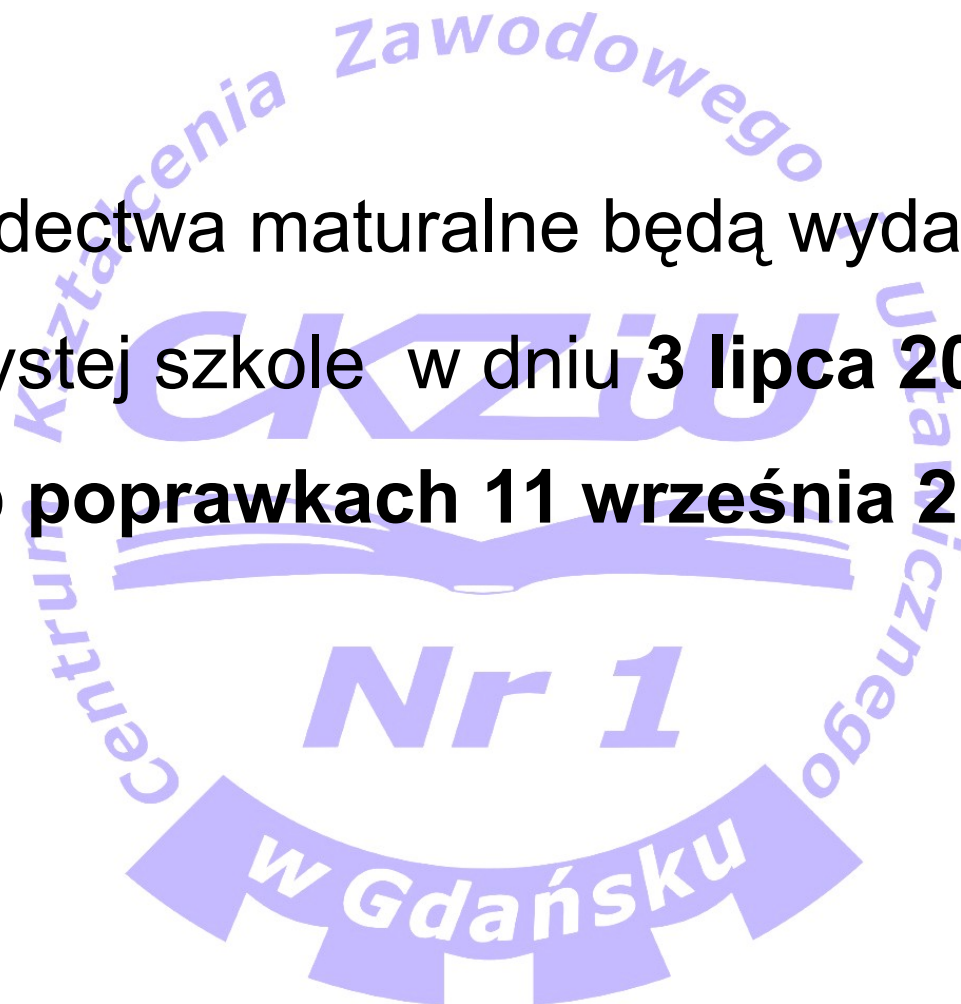 Kształcenia Zawodowego i Ustawicznego
dectwa maturalne będą wyda
ystej szkole w dniu 3 lipca 20
o poprawkach 11 września 2
CKZiU
Centrum
Nr 1
w Gdańsku